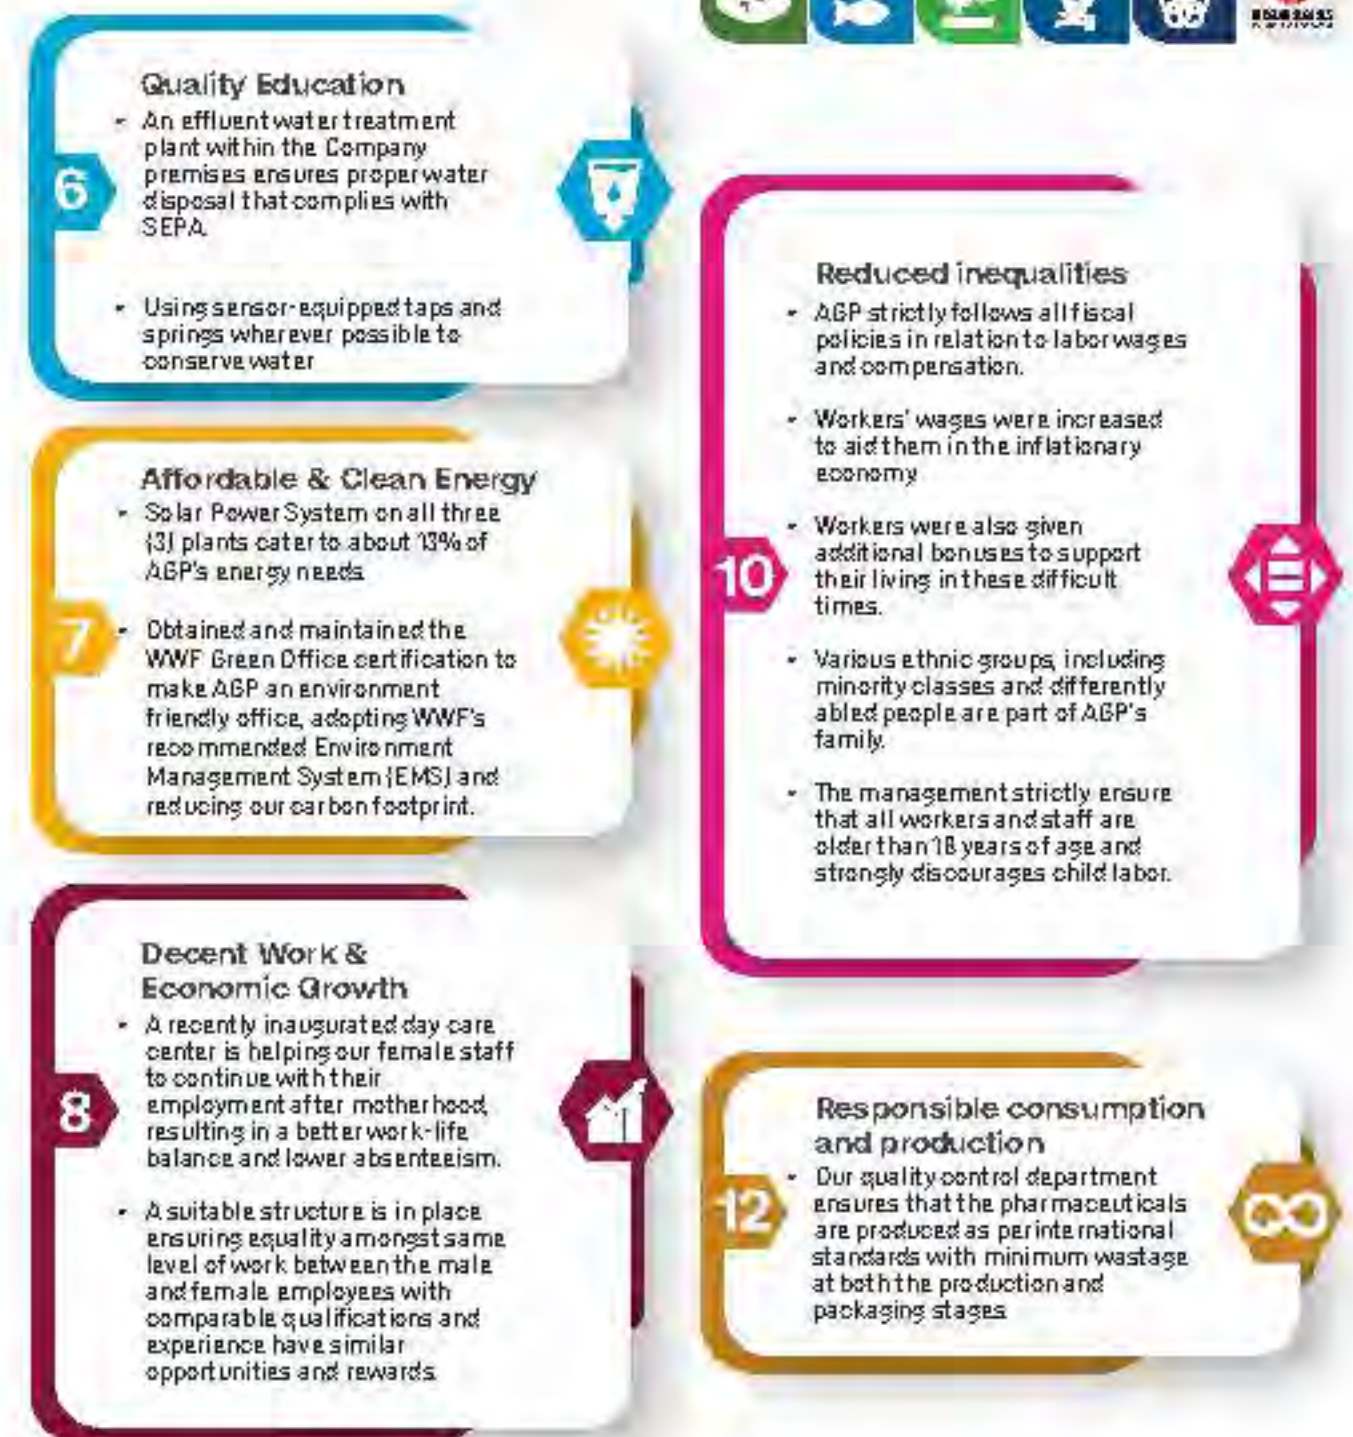 6
Quality Education
- An effluent water treatment
plant within the Company
premises ensures proper water
disposal that complies with
SEPA.
- Using sensor-equipped taps and
springs wherever possible to
conserve water
7
Affordable & Clean Energy
- Solar Power System on all three
(3) plants cater to about 13% of
AGP's energy needs.
- Obtained and maintained the
WWF Green Office certification to
make AGP an environment
friendly office, adopting WWF's
recommended Environment
Management System (EMS) and
reducing our carbon footprint.
8
Decent Work &
Economic Growth
- A recently inaugurated day care
center is helping our female staff
to continue with their
employment after motherhood,
resulting in a better work-life
balance and lower absenteeism.
- A suitable structure is in place
ensuring equality amongst same
level of work between the male
and female employees with
comparable qualifications and
experience have similar
opportunities and rewards.
10
Reduced inequalities
- AGP strictly follows all fiscal
policies in relation to labor wages
and compensation.
- Workers' wages were increased
to aid them in the inflationary
economy
- Workers were also given
additional bonuses to support
their living in these difficult
times.
- Various ethnic groups, including
minority classes and differently
abled people are part of AGP's
family.
- The management strictly ensure
that all workers and staff are
older than 18 years of age and
strongly discourages child labor.
12
Responsible consumption
and production
- Our quality control department
ensures that the pharmaceuticals
are produced as per international
standards with minimum wastage
at both the production and
packaging stages.